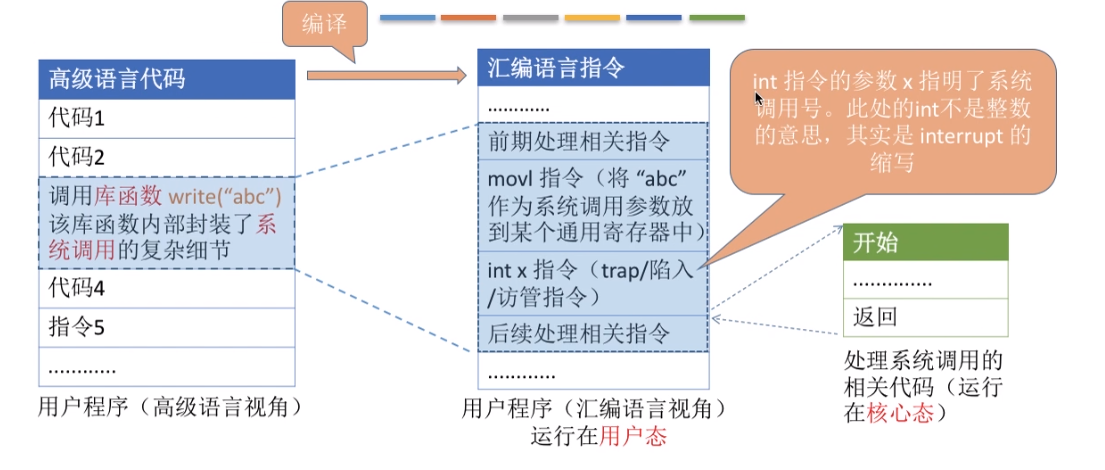 编译
高级语言代码
代码1
代码2
调用库函数 write(“abc”)
该库函数内部封装了系
统调用的复杂细节
代码4
指令5
............
用户程序（高级语言视角）
汇编语言指令
............
前期处理相关指令
movl 指令（将 “abc”
作为系统调用参数放
到某个通用寄存器中）
int x 指令（trap/陷入
/访管指令）
后续处理相关指令
............
用户程序（汇编语言视角）
运行在用户态
int 指令的参数 x 指明了系统
调用号。此处的int不是整数
的意思，其实是 interrupt 的
缩写
开始
..............
返回
处理系统调用的
相关代码（运行
在核心态）